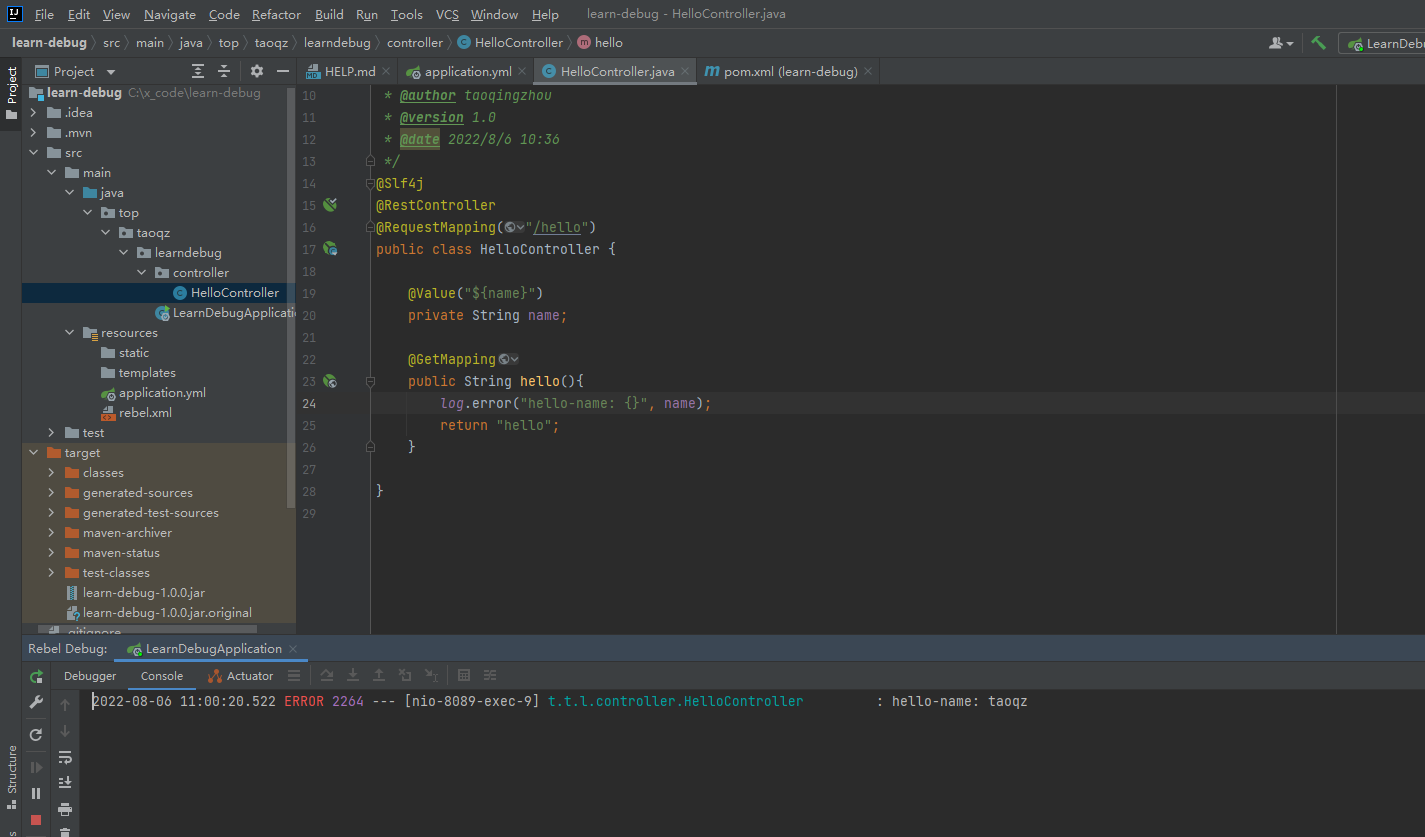 File Edit View Navigate Code Refactor Build Run Tools VCS Window Help learn-debug - HelloController.java
learn-debug src main java top taoqz learndebug controller HelloController hello
LearnDebu
Project
Project
HELP.md application.yml HelloController.java pom.xml (learn-debug)
learn-debug C:\x_code\learn-debug
.idea
.mvn
src
main
java
top
taoqz
learndebug
controller
HelloController
LearnDebugApplicati
resources
static
templates
application.yml
rebel.xml
test
target
classes
generated-sources
generated-test-sources
maven-archiver
maven-status
test-classes
learn-debug-1.0.0.jar
learn-debug-1.0.0.jar.original
.gitignore
10 * @author taoqingzhou
11 * @version 1.0
12 * @date 2022/8/6 10:36
13 */
14 @Slf4j
15 @RestController
16 @RequestMapping("/hello")
17 public class HelloController {
18
19 @Value("${name}")
20 private String name;
21
22 @GetMapping
23 public String hello(){
24 log.error("hello-name: {}", name);
25 return "hello";
26 }
27
28 }
29
Rebel Debug: LearnDebugApplication
Debugger Console Actuator
2022-08-06 11:00:20.522 ERROR 2264 --- [nio-8089-exec-9] t.t.l.controller.HelloController : hello-name: taoqz
Structure